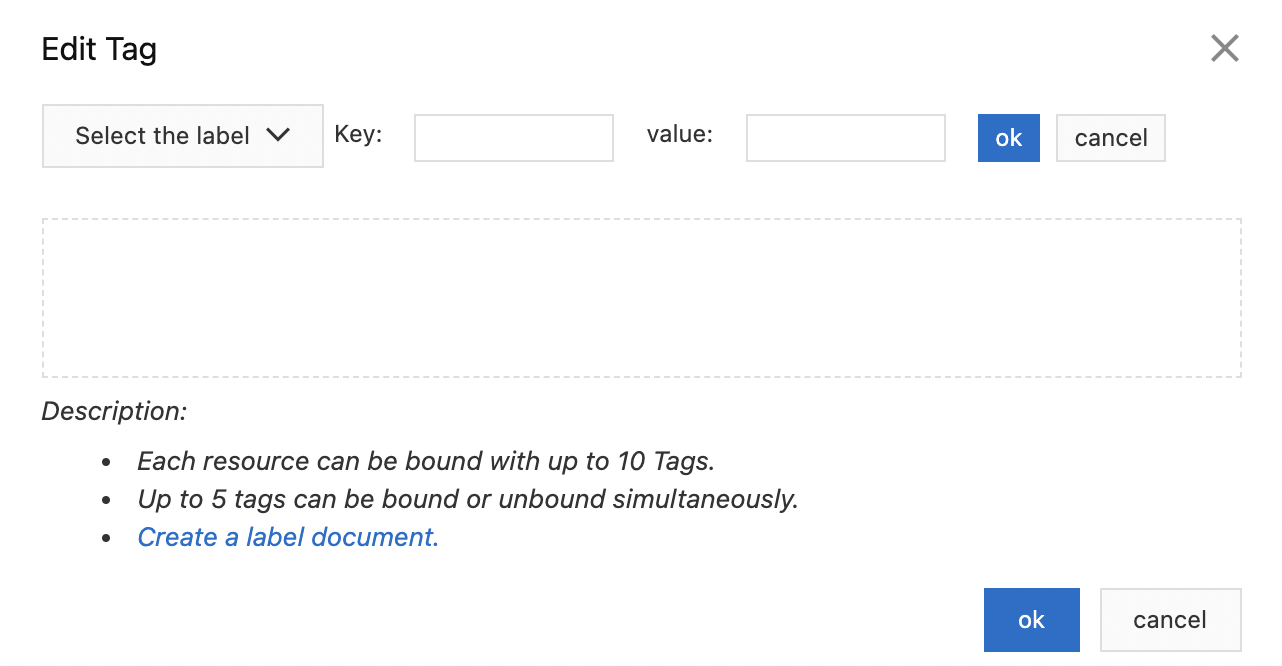 Edit Tag
Select the label Key: value: ok cancel
Description:
Each resource can be bound with up to 10 Tags.
Up to 5 tags can be bound or unbound simultaneously.
Create a label document.
ok cancel